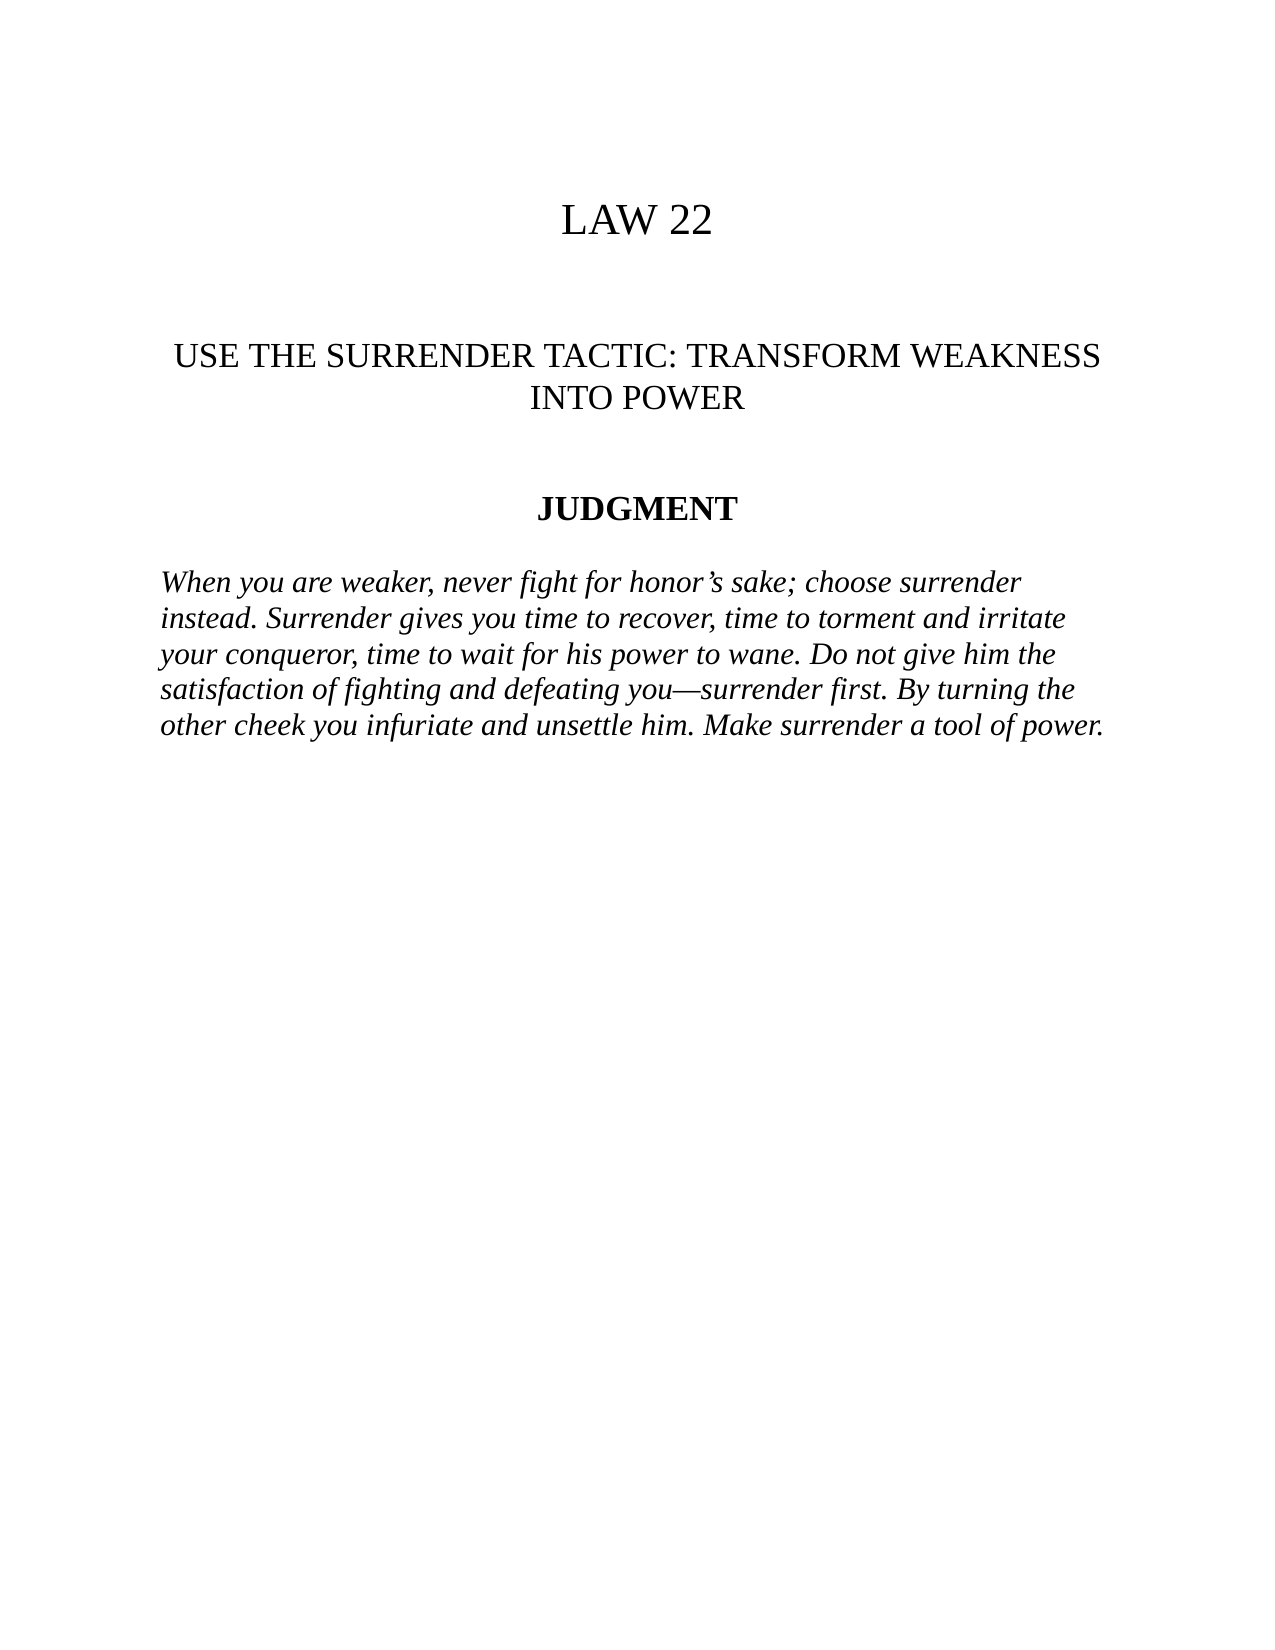 LAW 22
USE THE SURRENDER TACTIC: TRANSFORM WEAKNESS
INTO POWER
JUDGMENT
When you are weaker, never fight for honor’s sake; choose surrender
instead. Surrender gives you time to recover, time to torment and irritate
your conqueror, time to wait for his power to wane. Do not give him the
satisfaction of fighting and defeating you—surrender first. By turning the
other cheek you infuriate and unsettle him. Make surrender a tool of power.